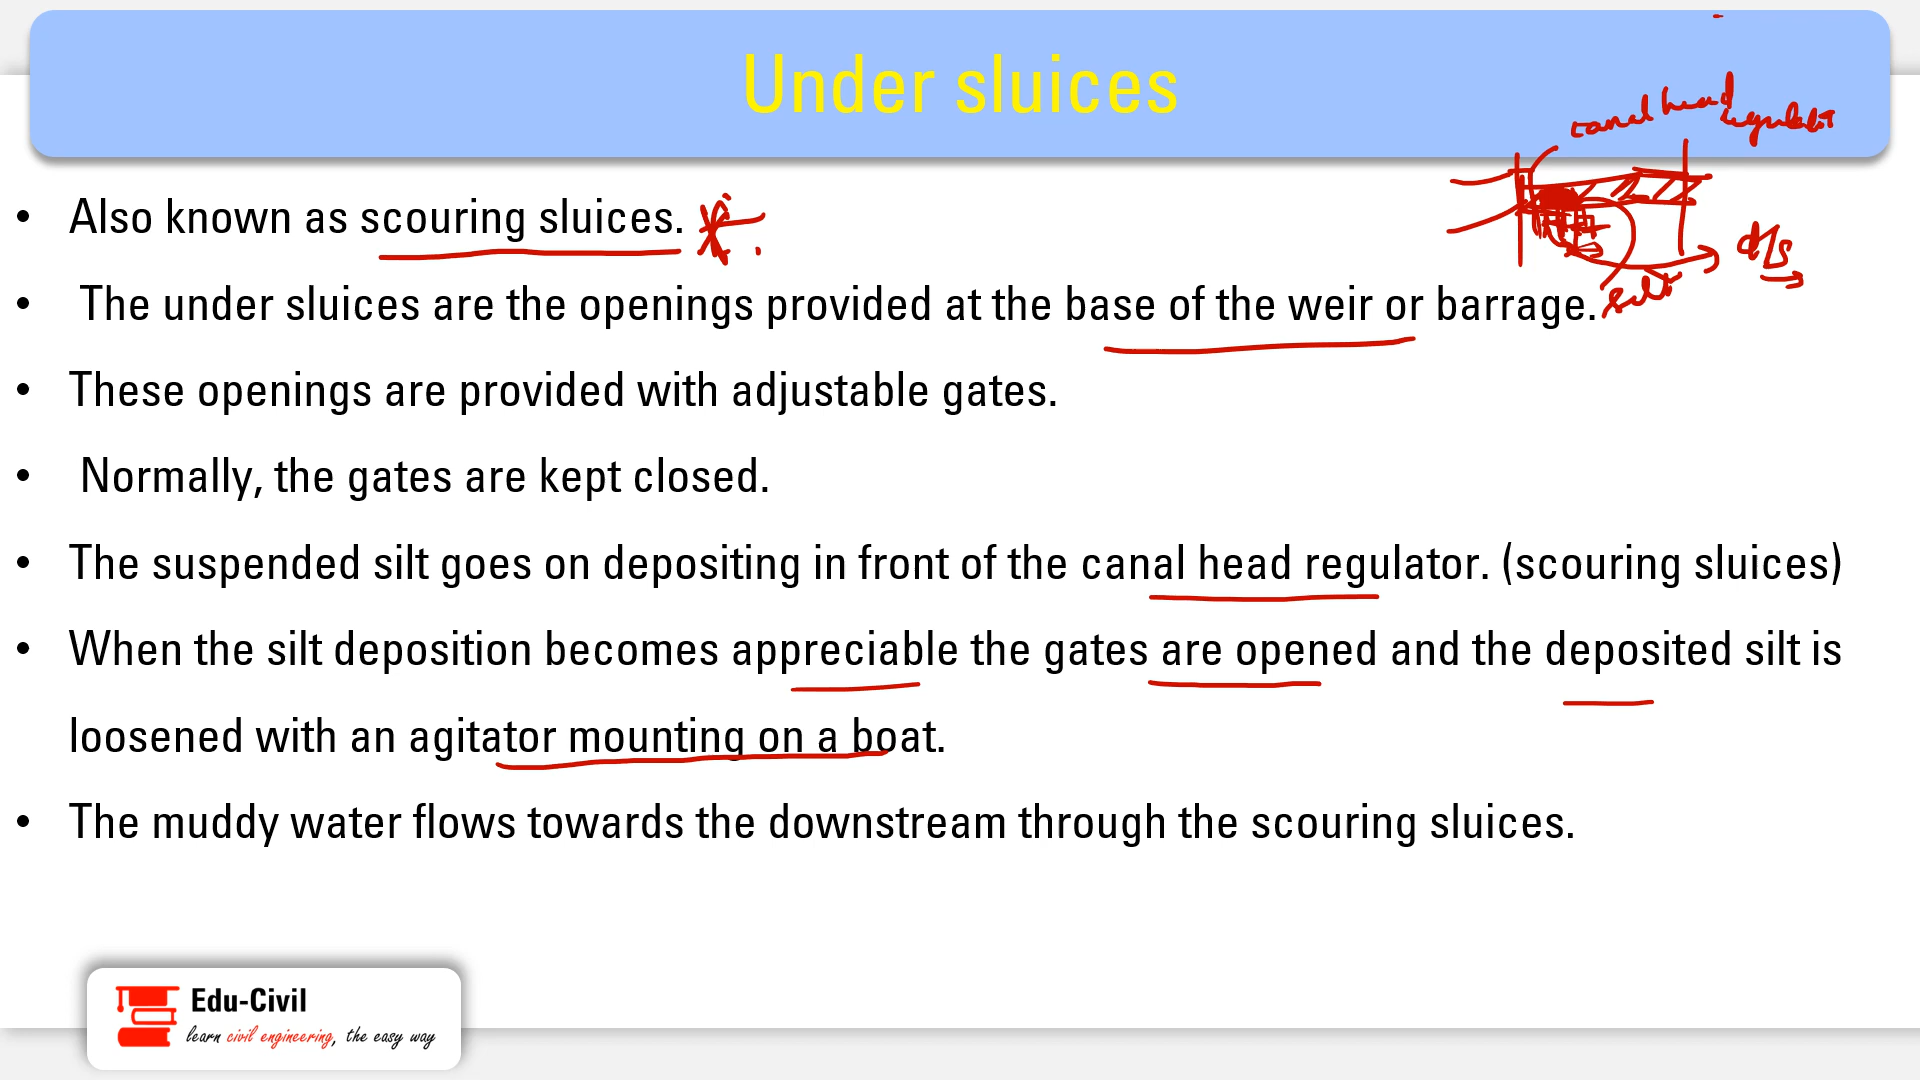 Under sluices
canal head
regulator
• Also known as scouring sluices.
d/s
• The under sluices are the openings provided at the base of the weir or barrage.
silt
• These openings are provided with adjustable gates.
• Normally, the gates are kept closed.
• The suspended silt goes on depositing in front of the canal head regulator. (scouring sluices)
• When the silt deposition becomes appreciable the gates are opened and the deposited silt is
loosened with an agitator mounting on a boat.
• The muddy water flows towards the downstream through the scouring sluices.
Edu-Civil
learn civil engineering, the easy way